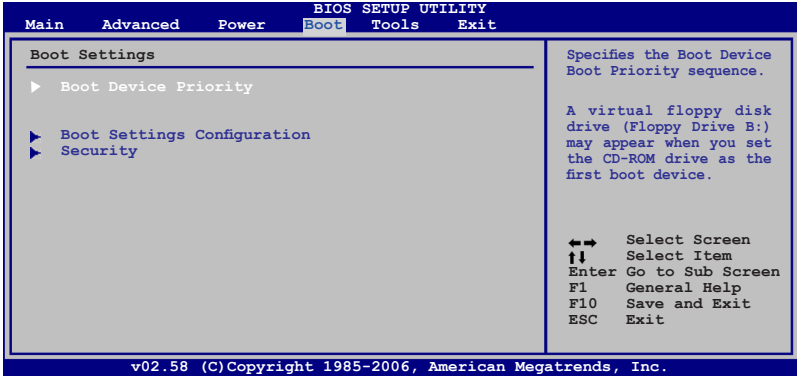 BIOS SETUP UTILITY
Main Advanced Power Boot Tools Exit
Boot Settings
Boot Device Priority
Boot Settings Configuration
Security
Specifies the Boot Device
Boot Priority sequence.
A virtual floppy disk
drive (Floppy Drive B:)
may appear when you set
the CD-ROM drive as the
first boot device.
Select Screen
Select Item
Enter Go to Sub Screen
F1 General Help
F10 Save and Exit
ESC Exit
v02.58 (C)Copyright 1985-2006, American Megatrends, Inc.